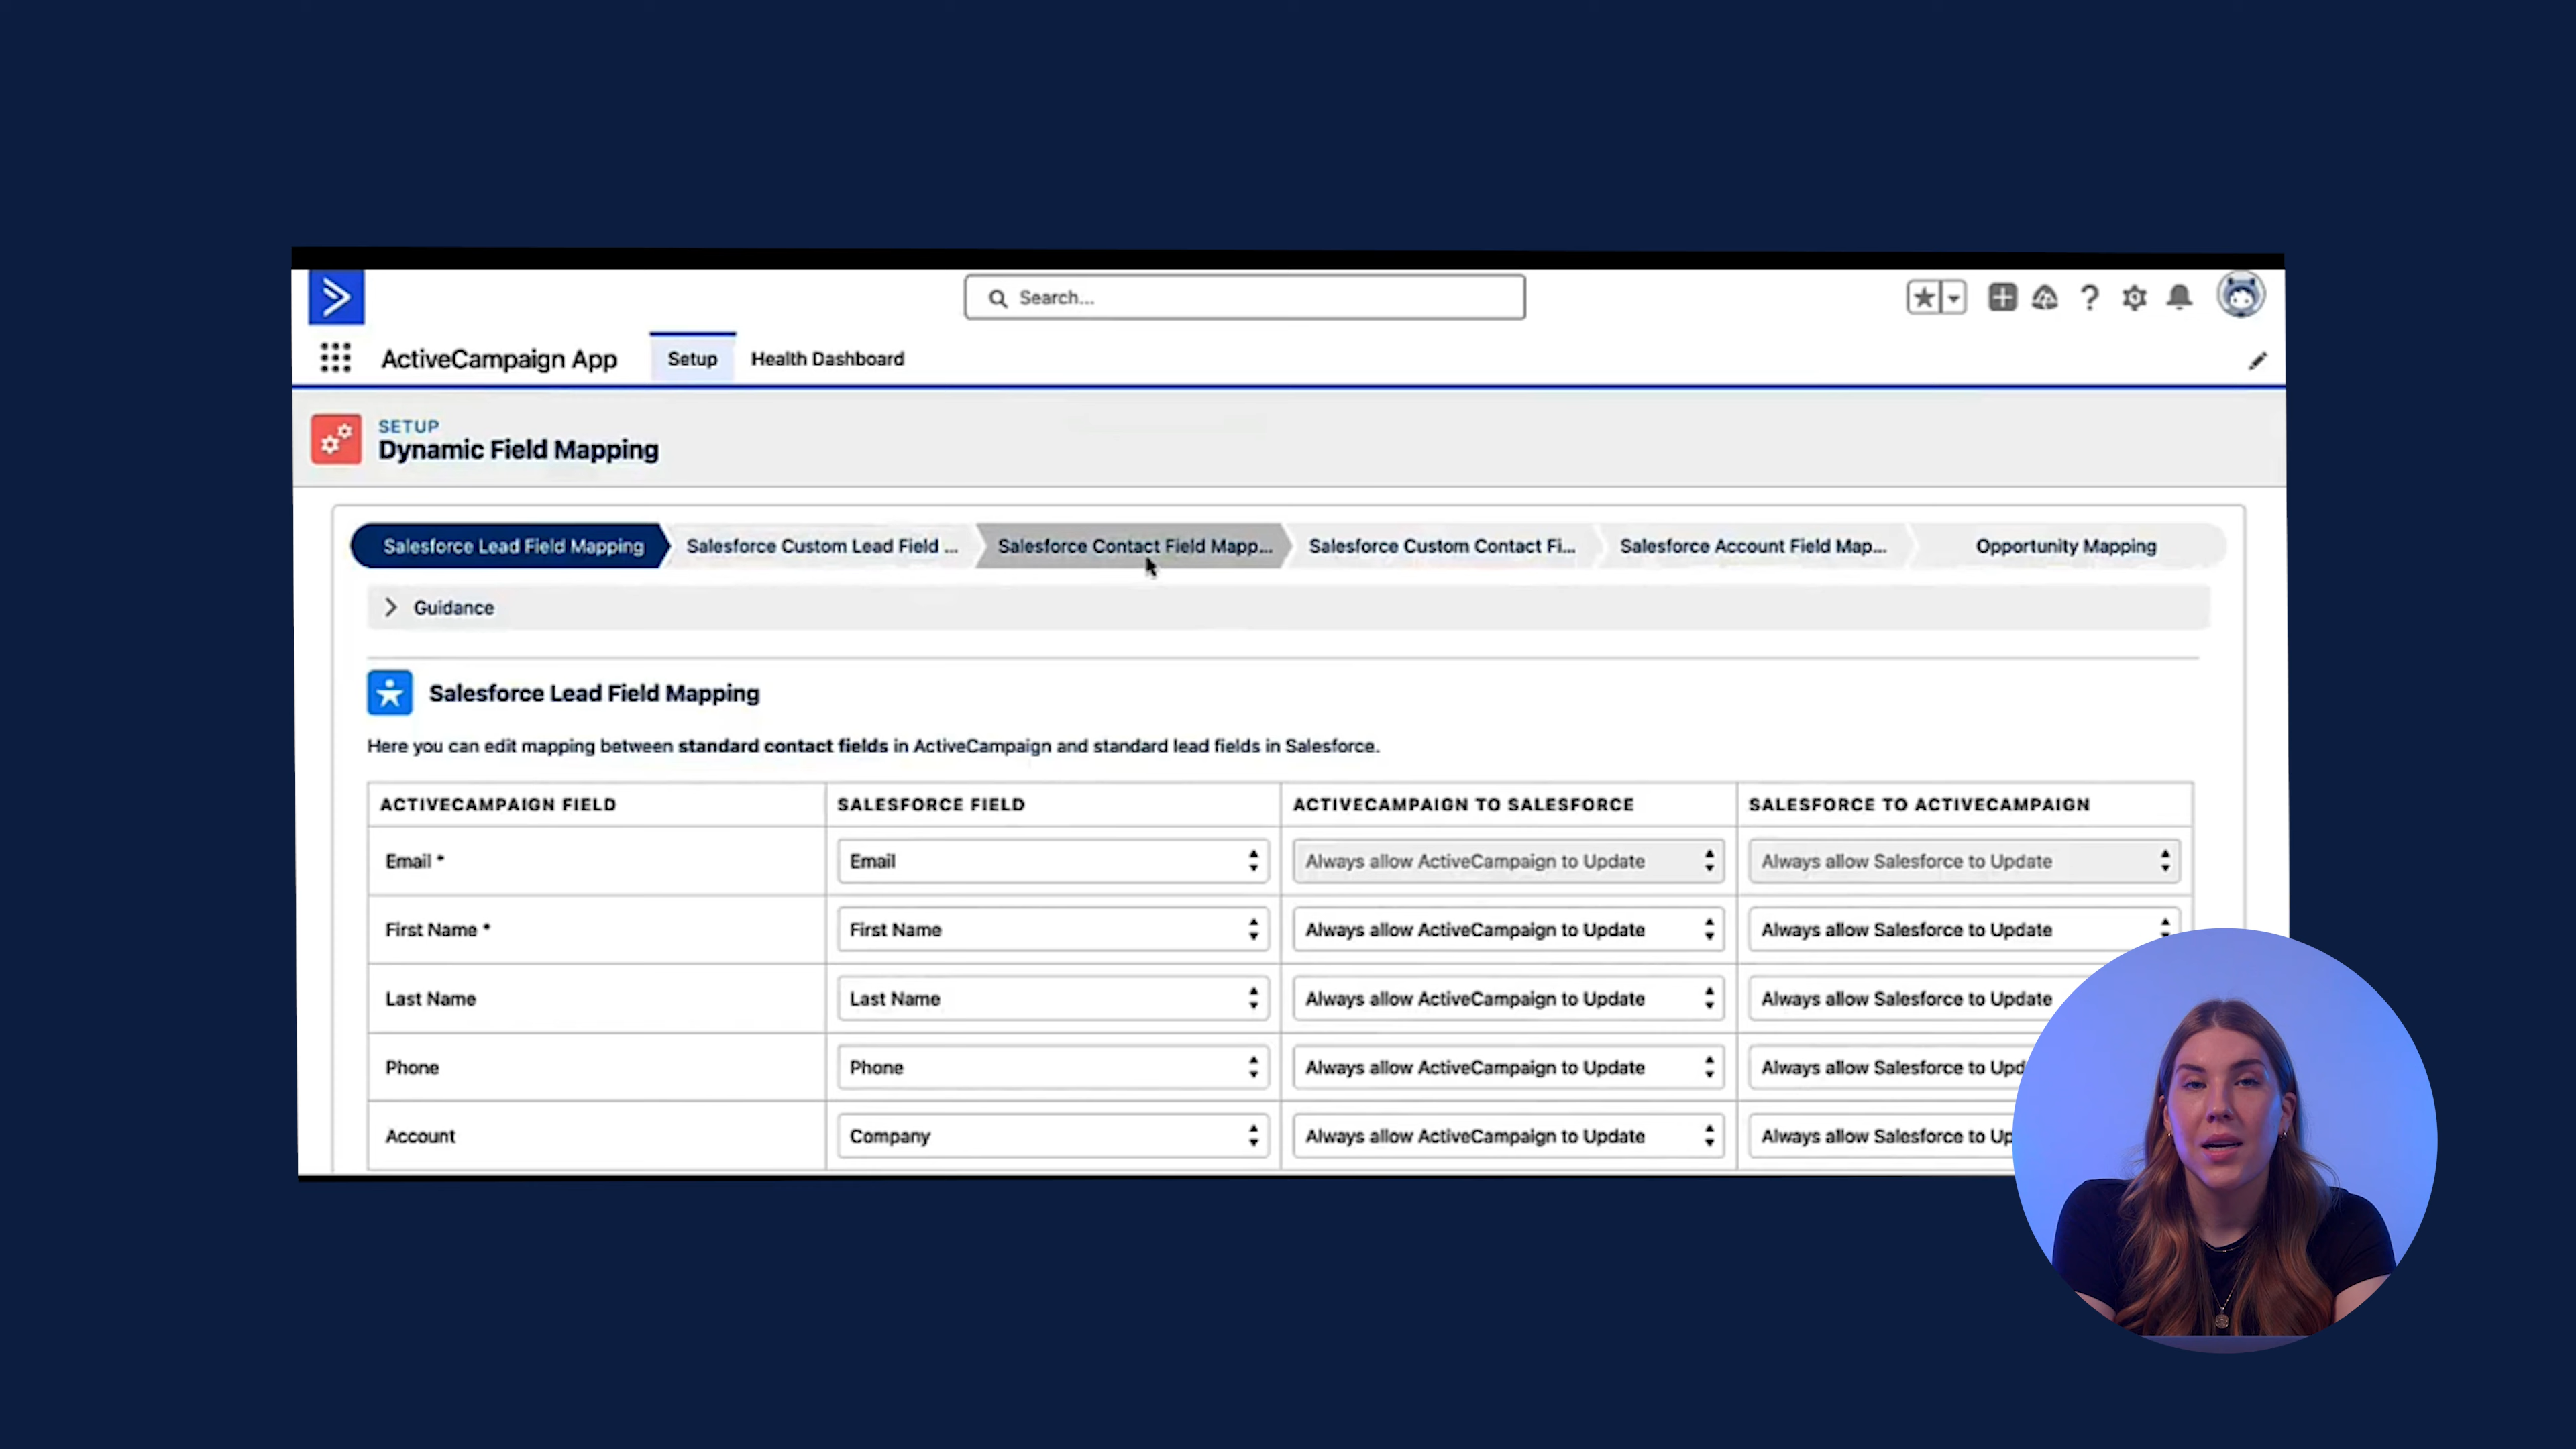 Search...
ActiveCampaign App
Setup
Health Dashboard
SETUP
Dynamic Field Mapping
Salesforce Lead Field Mapping
Salesforce Custom Lead Field ...
Salesforce Contact Field Mapp...
Salesforce Custom Contact Fi...
Salesforce Account Field Map...
Opportunity Mapping
Guidance
Salesforce Lead Field Mapping
Here you can edit mapping between standard contact fields in ActiveCampaign and standard lead fields in Salesforce.
ACTIVECAMPAIGN FIELD SALESFORCE FIELD ACTIVECAMPAIGN TO SALESFORCE SALESFORCE TO ACTIVECAMPAIGN
Email * Email Always allow ActiveCampaign to Update Always allow Salesforce to Update
First Name * First Name Always allow ActiveCampaign to Update Always allow Salesforce to Update
Last Name Last Name Always allow ActiveCampaign to Update Always allow Salesforce to Update
Phone Phone Always allow ActiveCampaign to Update Always allow Salesforce to Upd
Account Company Always allow ActiveCampaign to Update Always allow Salesforce to Up